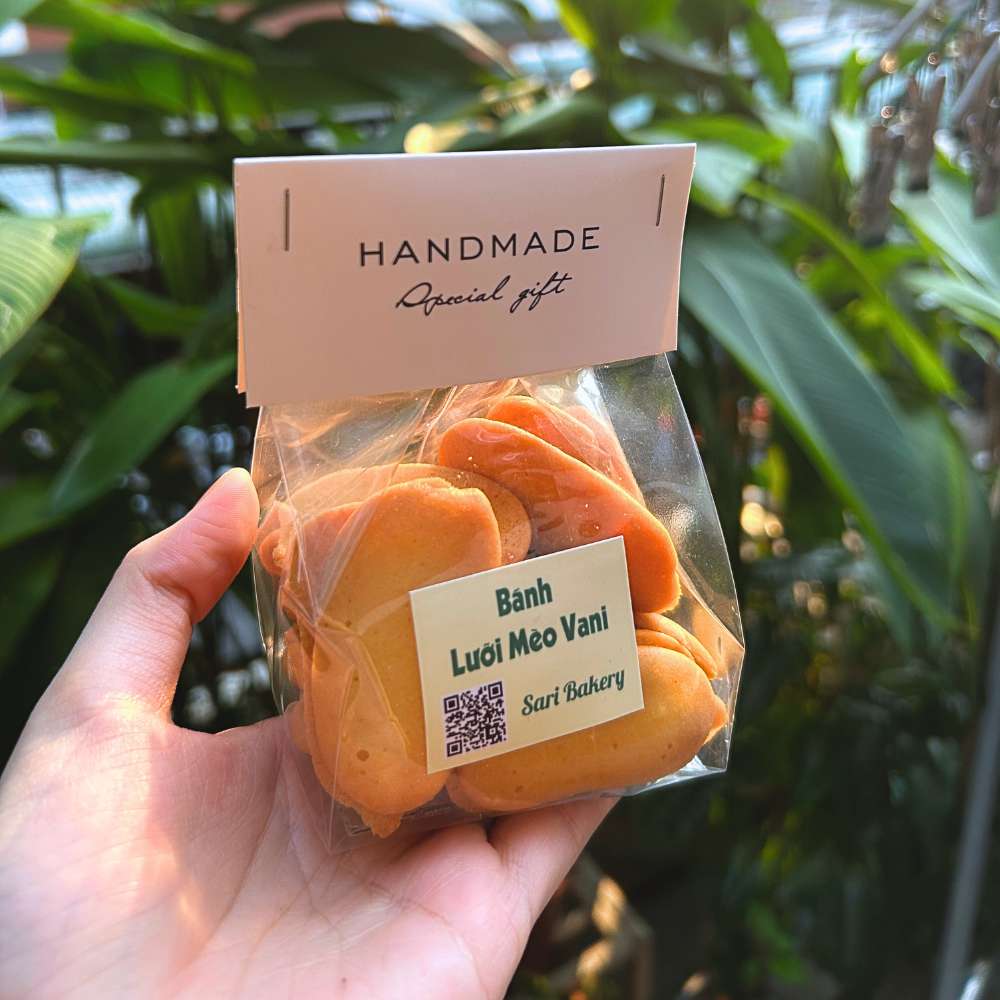 HANDMADE
Special gift
Bánh
Lưỡi Mèo Vani
Sari Bakery